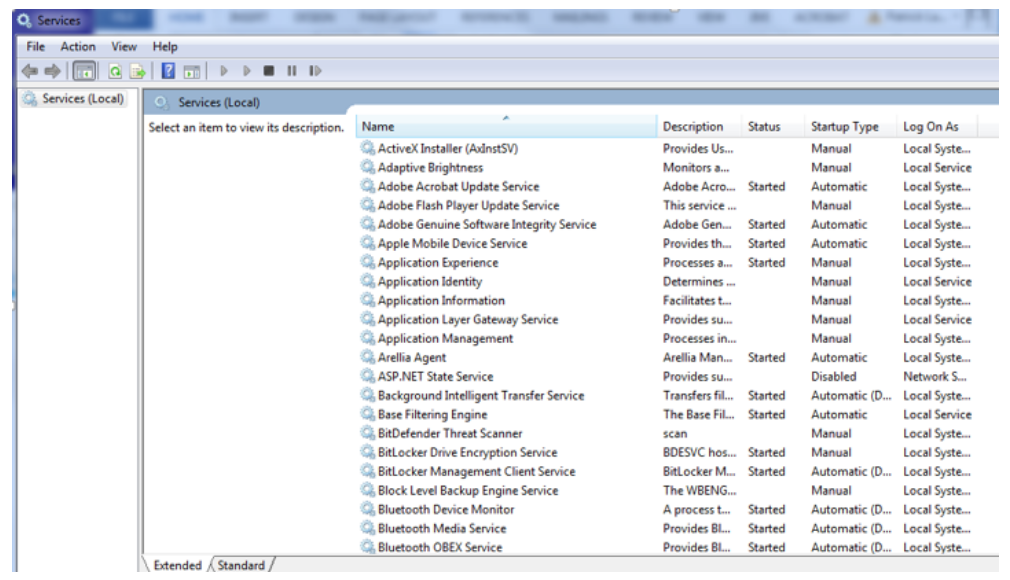 Services
File Action View Help
Services (Local)
Services (Local)
Select an item to view its description.
Name Description Status Startup Type Log On As
ActiveX Installer (AxInstSV) Provides Us... Manual Local Syste...
Adaptive Brightness Monitors a... Manual Local Service
Adobe Acrobat Update Service Adobe Acro... Started Automatic Local Syste...
Adobe Flash Player Update Service This service ... Manual Local Syste...
Adobe Genuine Software Integrity Service Adobe Gen... Started Automatic Local Syste...
Apple Mobile Device Service Provides th... Started Automatic Local Syste...
Application Experience Processes a... Started Manual Local Syste...
Application Identity Determines ... Manual Local Service
Application Information Facilitates t... Manual Local Syste...
Application Layer Gateway Service Provides su... Manual Local Service
Application Management Processes in... Manual Local Syste...
Arellia Agent Arellia Man... Started Automatic Local Syste...
ASP.NET State Service Provides su... Disabled Network S...
Background Intelligent Transfer Service Transfers fil... Started Automatic (D... Local Syste...
Base Filtering Engine The Base Fil... Started Automatic Local Service
BitDefender Threat Scanner scan Manual Local Syste...
BitLocker Drive Encryption Service BDESVC hos... Started Manual Local Syste...
BitLocker Management Client Service BitLocker M... Started Automatic (D... Local Syste...
Block Level Backup Engine Service The WBENG... Manual Local Syste...
Bluetooth Device Monitor A process t... Started Automatic (D... Local Syste...
Bluetooth Media Service Provides Bl... Started Automatic (D... Local Syste...
Bluetooth OBEX Service Provides Bl... Started Automatic (D... Local Syste...
Extended Standard